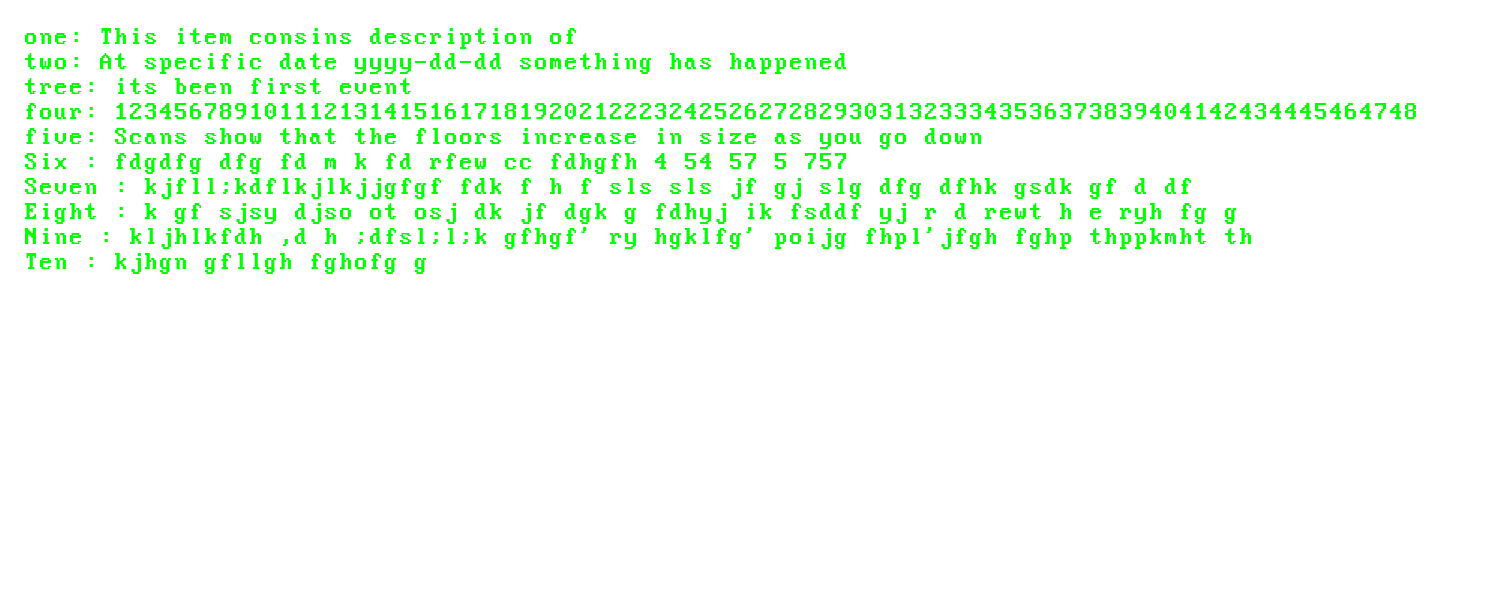 one: This item consins description of
two: At specific date yyyy-dd-dd something has happened
tree: its been first event
four: 123456789101112131415161718192021222324252627282930313233343536373839404142434445464748
five: Scans show that the floors increase in size as you go down
Six : fdgdfg dfg fd m k fd rfew cc fdhgfh 4 54 57 5 757
Seven : kjfll;kdflkjlkjjgfgf fdk f h f sls sls jf gj slg dfg dfhk gsdk gf d df
Eight : k gf sjsy djso ot osj dk jf dgk g fdhyj ik fsddf yj r d rewt h e ryh fg g
Nine : kljhlkfdh ,d h ;dfsl;l;k gfhgf' ry hgklfg' poijg fhpl'jfgh fghp thppkmht th
Ten : kjhgn gfllgh fghofg g